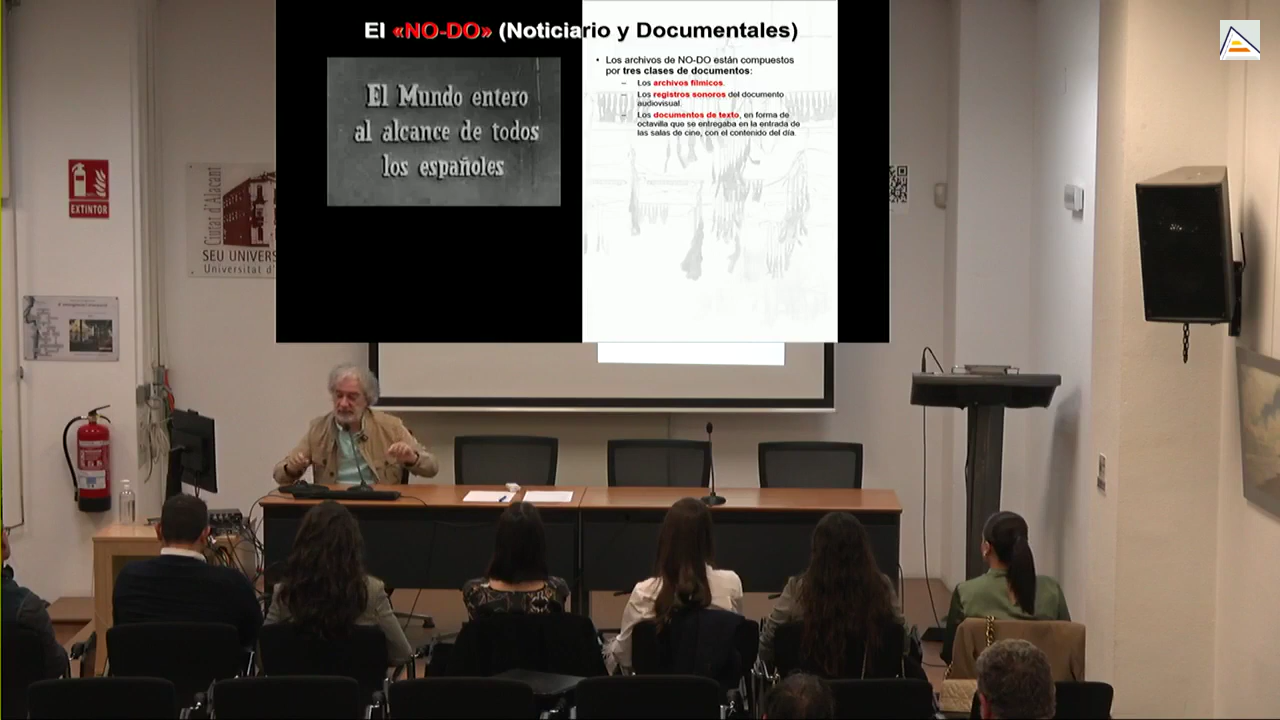 El «NO-DO» (Noticiario y Documentales)
El Mundo entero
al alcance de todos
los españoles
• Los archivos de NO-DO están compuestos
por tres clases de documentos:
– Los archivos fílmicos.
– Los registros sonoros del documento
audiovisual.
– Los documentos de texto, en forma de
octavilla que se entregaba en la entrada de
las salas de cine, con el contenido del día.
EXTINTOR
Ciutat d'Alacant
SEU UNIVERS
Universitat d'